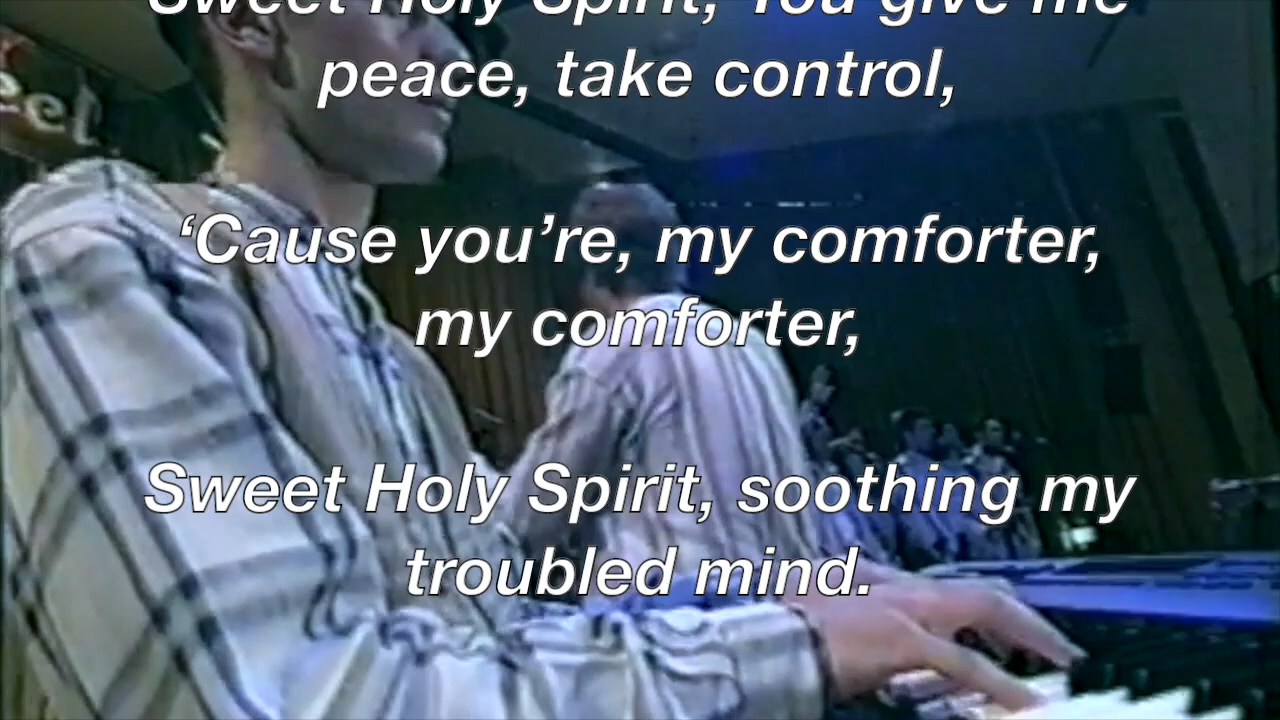 Sweet Holy Spirit, You give me
peace, take control,
‘Cause you’re, my comforter,
my comforter,
Sweet Holy Spirit, soothing my
troubled mind.